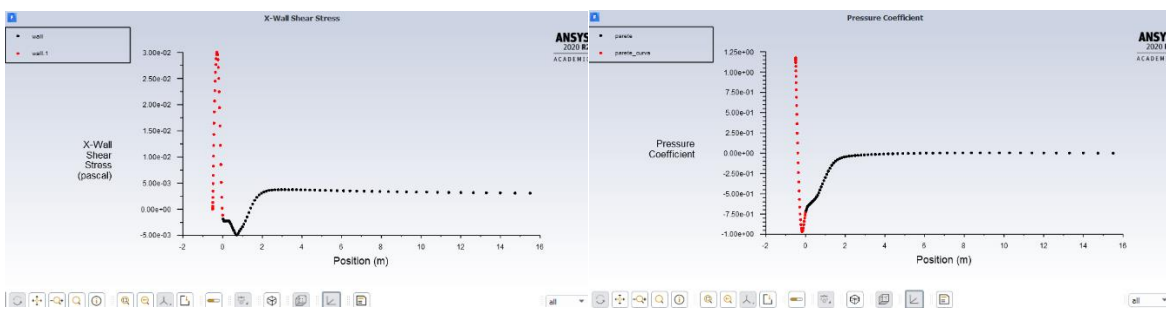 X-Wall Shear Stress
wall
wall.1
ANSYS
2020 R2
ACADEMIC
3.00e-02
2.50e-02
2.00e-02
1.50e-02
1.00e-02
5.00e-03
0.00e+00
-5.00e-03
X-Wall
Shear
Stress
(pascal)
-2 0 2 4 6 8 10 12 14 16
Position (m)
all
Pressure Coefficient
parete
parete_curva
ANSYS
2020 R
ACADEM
1.25e+00
1.00e+00
7.50e-01
5.00e-01
2.50e-01
0.00e+00
-2.50e-01
-5.00e-01
-7.50e-01
-1.00e+00
Pressure
Coefficient
-2 0 2 4 6 8 10 12 14 16
Position (m)
all